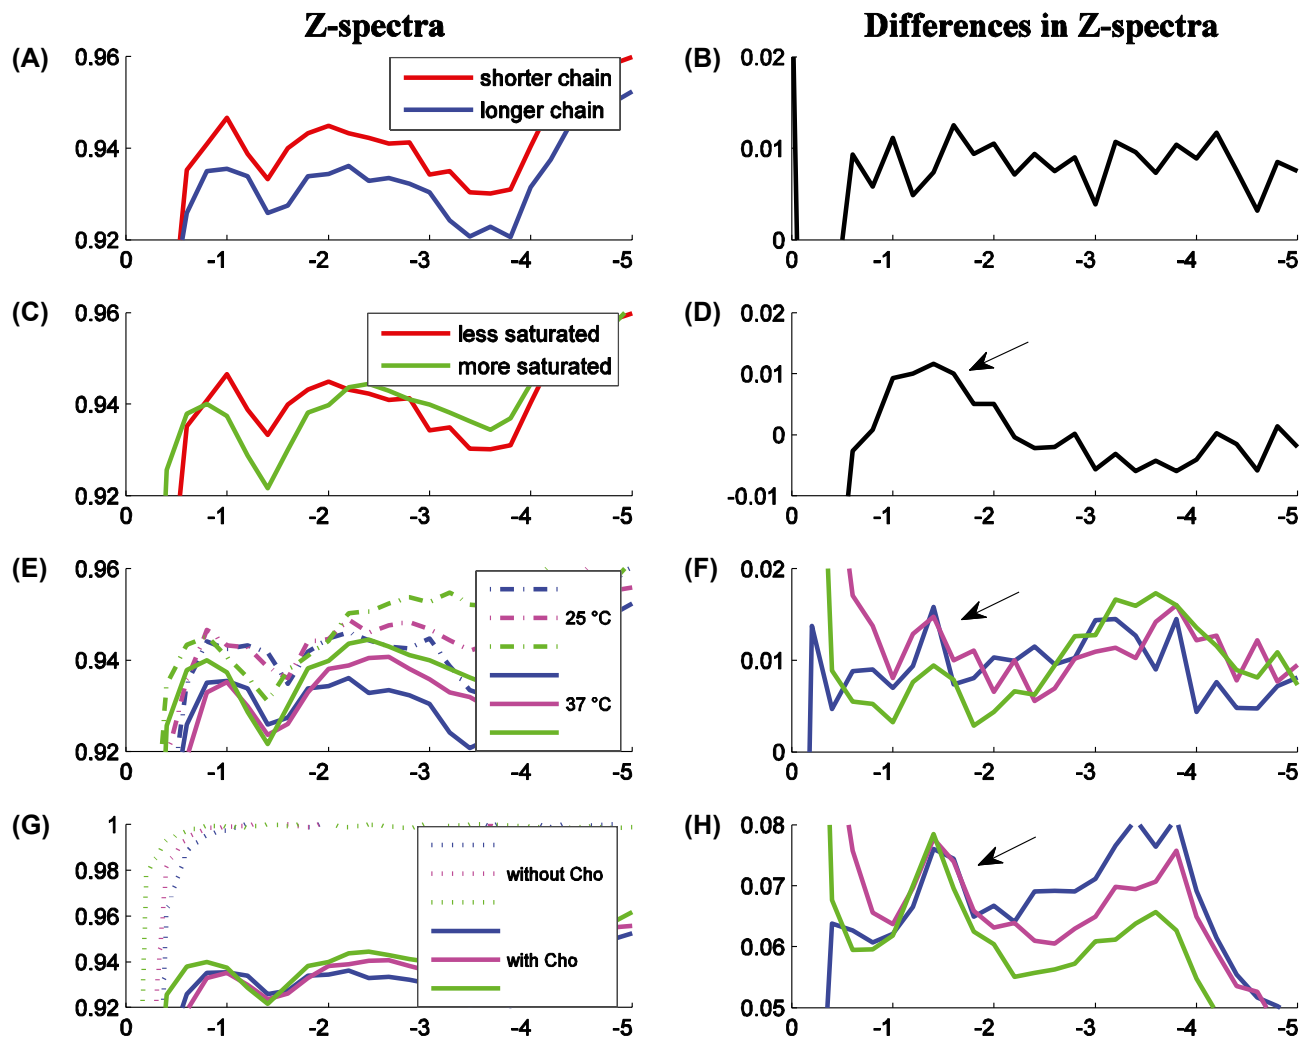 Z-spectra
Differences in Z-spectra
(A)
0.96
0.94
0.92
shorter chain
longer chain
0 -1 -2 -3 -4 -5
(B)
0.02
0.01
0
0 -1 -2 -3 -4 -5
(C)
0.96
0.94
0.92
less saturated
more saturated
0 -1 -2 -3 -4 -5
(D)
0.02
0.01
0
-0.01
0 -1 -2 -3 -4 -5
(E)
0.96
0.94
0.92
25 °C
37 °C
0 -1 -2 -3 -4 -5
(F)
0.02
0.01
0
0 -1 -2 -3 -4 -5
(G)
1
0.98
0.96
0.94
0.92
without Cho
with Cho
0 -1 -2 -3 -4 -5
(H)
0.08
0.07
0.06
0.05
0 -1 -2 -3 -4 -5